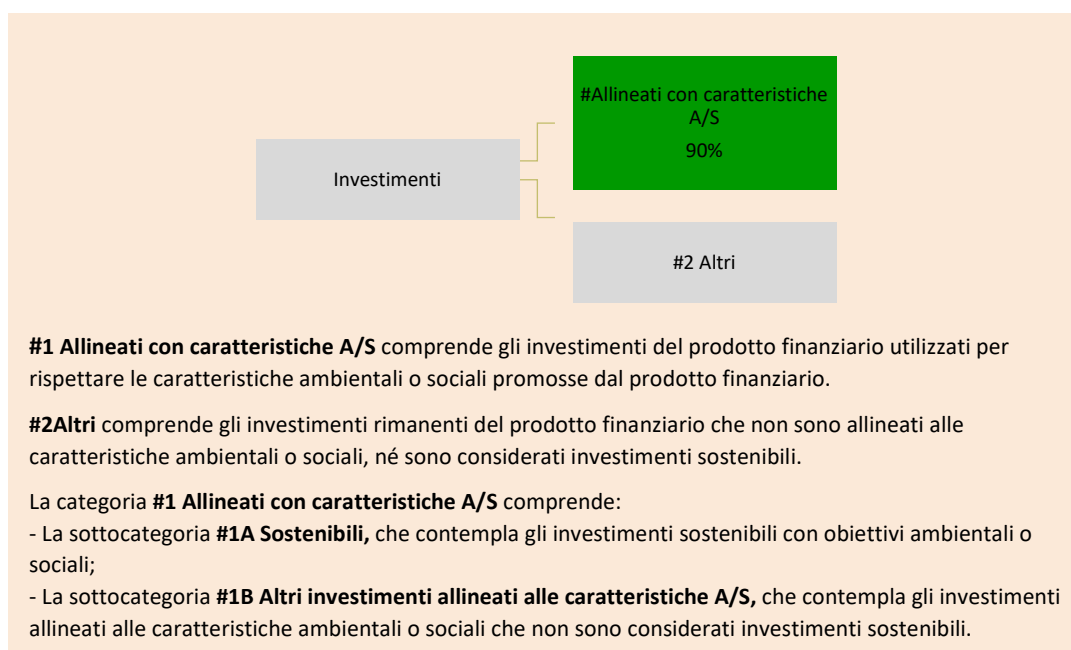 #Allineati con caratteristiche
A/S
90%
Investimenti
#2 Altri
#1 Allineati con caratteristiche A/S comprende gli investimenti del prodotto finanziario utilizzati per
rispettare le caratteristiche ambientali o sociali promosse dal prodotto finanziario.
#2Altri comprende gli investimenti rimanenti del prodotto finanziario che non sono allineati alle
caratteristiche ambientali o sociali, né sono considerati investimenti sostenibili.
La categoria #1 Allineati con caratteristiche A/S comprende:
- La sottocategoria #1A Sostenibili, che contempla gli investimenti sostenibili con obiettivi ambientali o
sociali;
- La sottocategoria #1B Altri investimenti allineati alle caratteristiche A/S, che contempla gli investimenti
allineati alle caratteristiche ambientali o sociali che non sono considerati investimenti sostenibili.